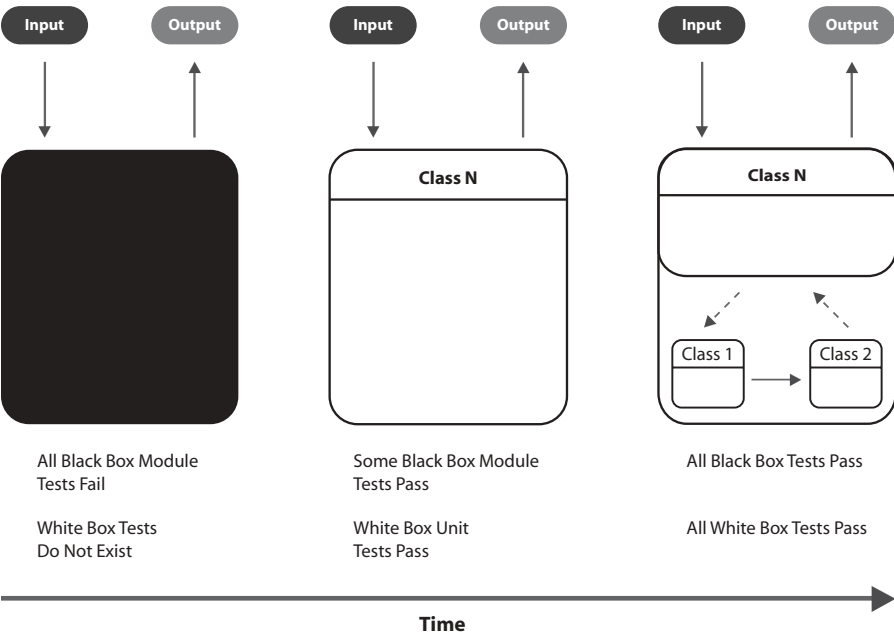 Input
Output
Input
Output
Input
Output
Class N
Class N
Class 1
Class 2
All Black Box Module
Tests Fail
White Box Tests
Do Not Exist
Some Black Box Module
Tests Pass
White Box Unit
Tests Pass
All Black Box Tests Pass
All White Box Tests Pass
Time